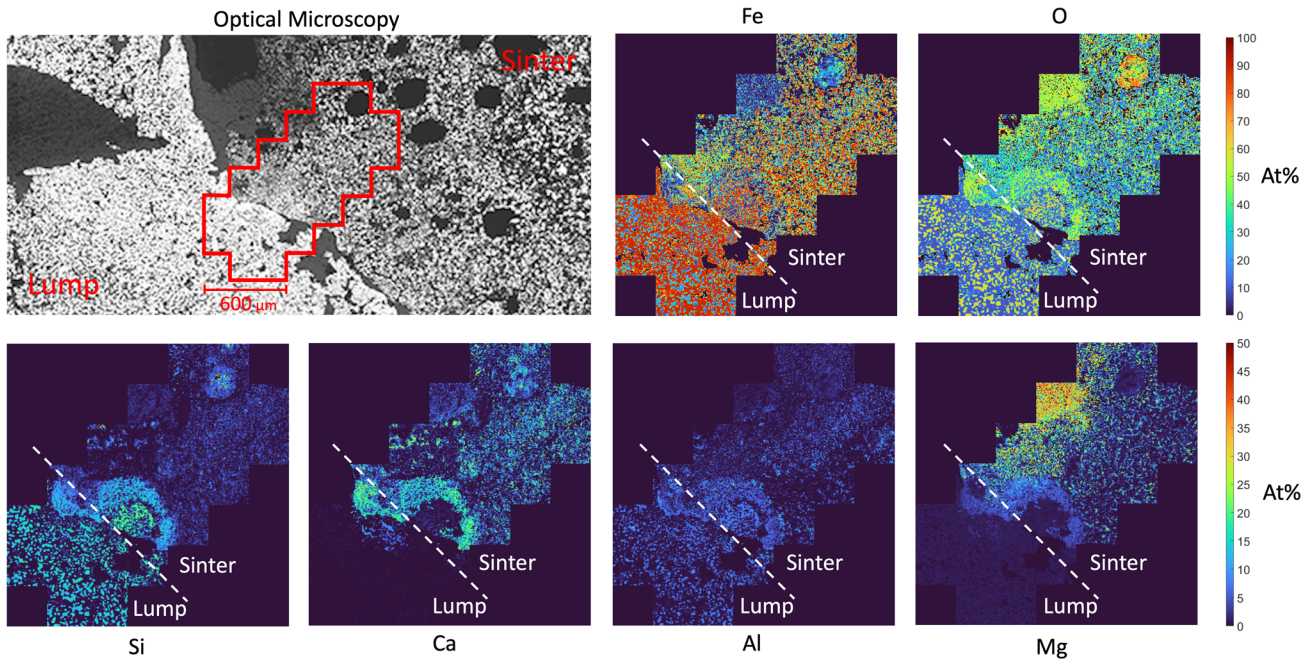 Optical Microscopy
Fe
O
Sinter
Lump
600 μm
Sinter
Lump
Sinter
Lump
100
90
80
70
60
50
40
30
20
10
0
At%
Sinter
Lump
Sinter
Lump
Sinter
Lump
Sinter
Lump
50
45
40
35
30
25
20
15
10
5
0
At%
Si
Ca
Al
Mg